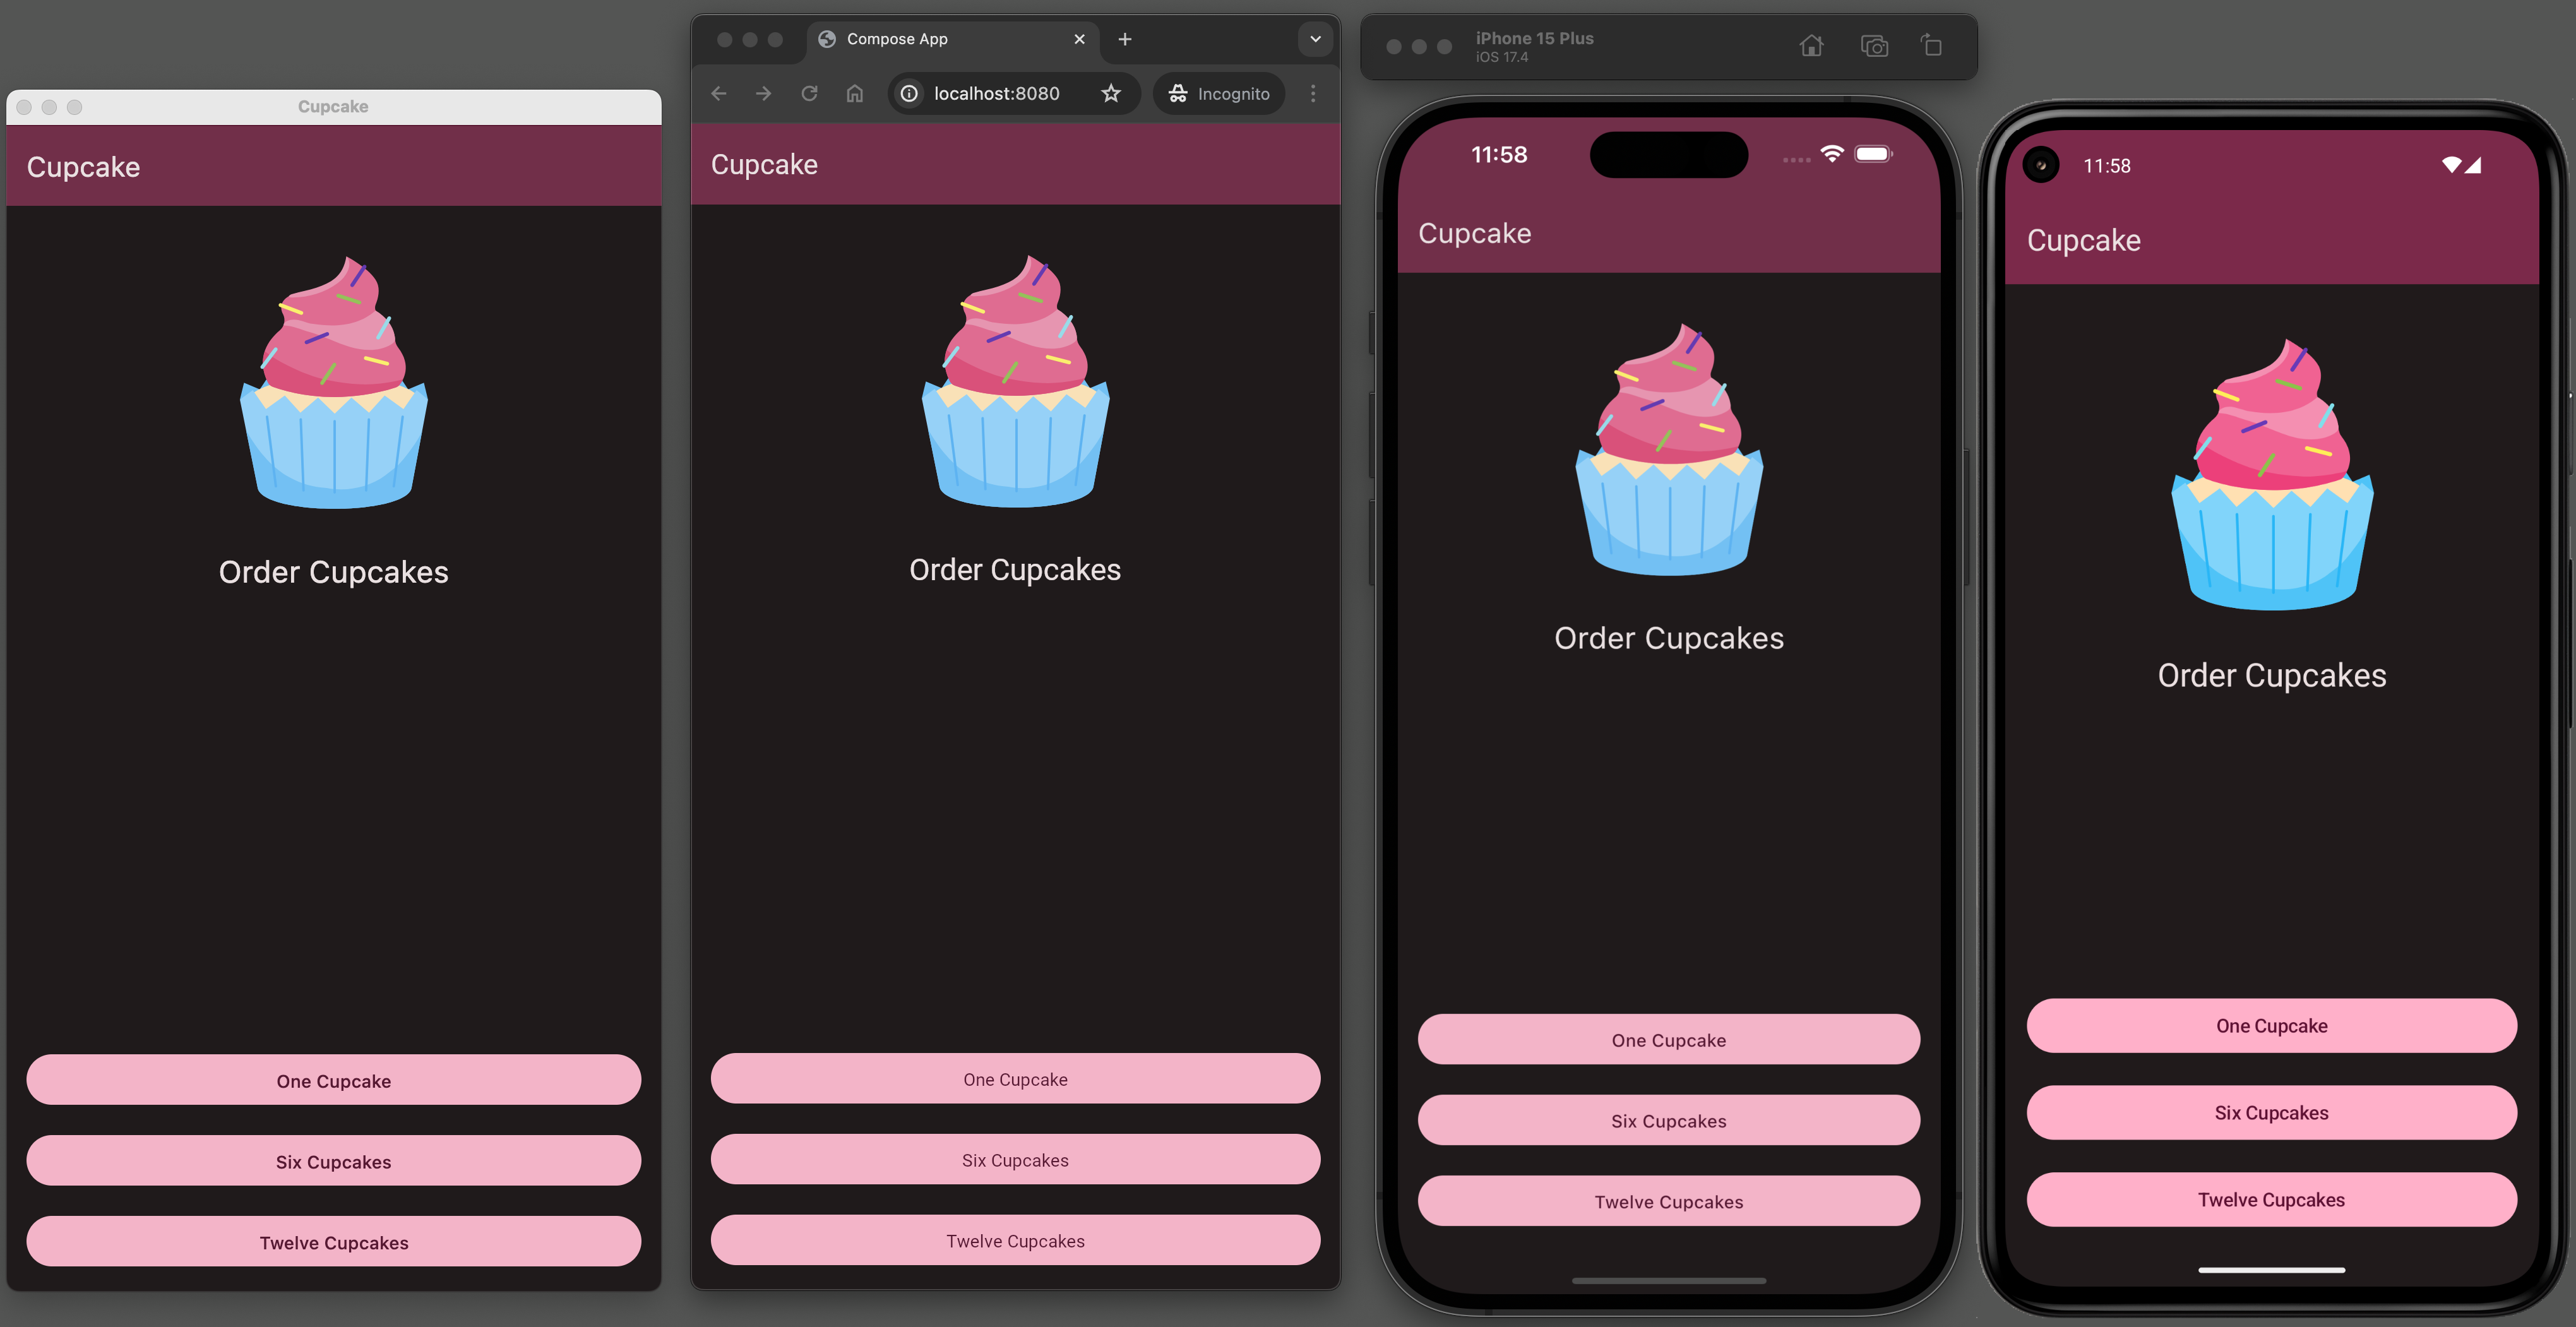 Cupcake
Cupcake
Order Cupcakes
One Cupcake
Six Cupcakes
Twelve Cupcakes
Compose App
localhost:8080
Incognito
Cupcake
Order Cupcakes
One Cupcake
Six Cupcakes
Twelve Cupcakes
iPhone 15 Plus
iOS 17.4
11:58
Cupcake
Order Cupcakes
One Cupcake
Six Cupcakes
Twelve Cupcakes
11:58
Cupcake
Order Cupcakes
One Cupcake
Six Cupcakes
Twelve Cupcakes